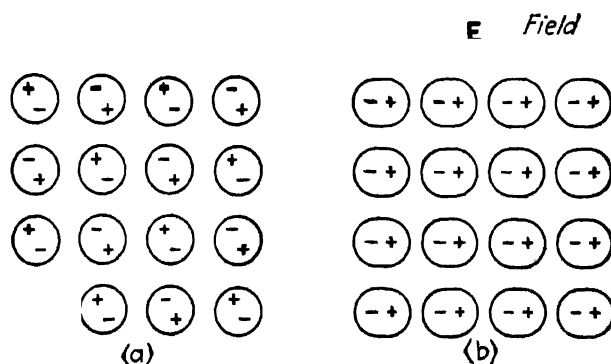 E Field
+ - - + + - - +
- + + - - + + -
+ - - + + - - +
+ - - + + -
- + - + - + - +
- + - + - + - +
- + - + - + - +
- + - + - + - +
(a) (b)